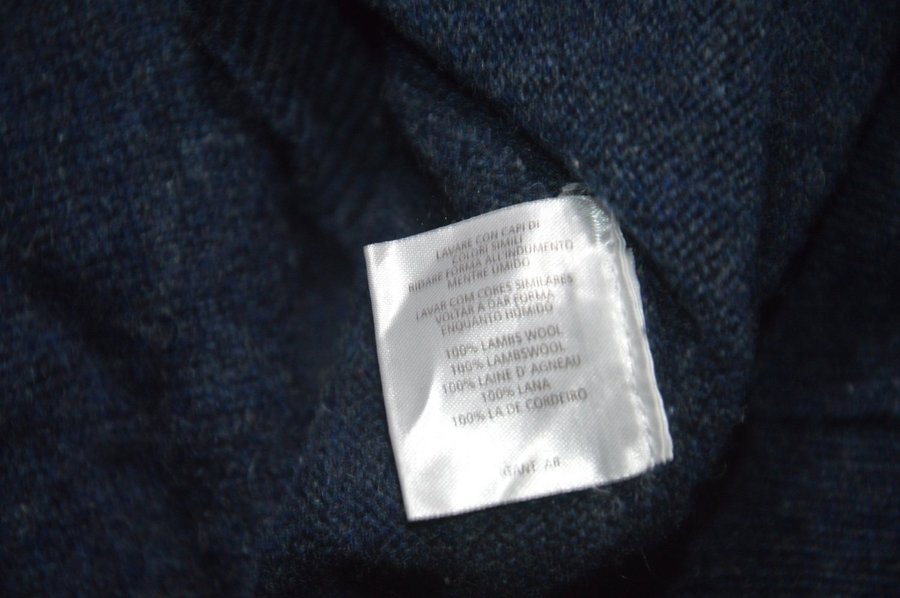 LAVARE CON CAPI DI
COLORI SIMILI
RIDARE FORMA ALL'INDUMENTO
MENTRE UMIDO
LAVAR COM CORES SIMILARES
VOLTAR A DAR FORMA
ENQUANTO HÚMIDO
100% LAMBS WOOL
100% LAMBSWOOL
100% LAINE D' AGNEAU
100% LANA
100% LA DE CORDEIRO